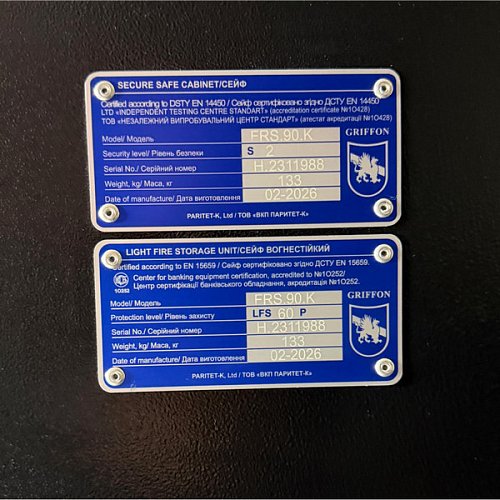 SECURE SAFE CABINET/СЕЙФ
Certified according to DSTY EN 14450 / Сейф сертифіковано згідно ДСТУ EN 14450
LTD «INDEPENDENT TESTING CENTRE STANDART» (accreditation certificate №1O428)
ТОВ «НЕЗАЛЕЖНИЙ ВИПРОБУВАЛЬНИЙ ЦЕНТР СТАНДАРТ» (атестат акредитації №1О428)
Model/ Модель FRS.90.K GRIFFON
Security level/ Рівень безпеки S 2
Serial No./ Серійний номер H.2311988
Weight, kg/ Маса, кг 133
Date of manufacture/ Дата виготовлення 02-2026
PARITET-K, Ltd / ТОВ «ВКП ПАРИТЕТ-К»
LIGHT FIRE STORAGE UNIT/СЕЙФ ВОГНЕСТІЙКИЙ
Certified according to EN 15659 / Сейф сертифіковано згідно ДСТУ EN 15659.
Center for banking equipment certification, accredited to №1O252/
1O252 Центр сертифікації банківського обладнання, акредитація №1О252.
Model/ Модель FRS.90.K GRIFFON
Protection level/ Рівень захисту LFS 60 P
Serial No./ Серійний номер H.2311988
Weight, kg/ Маса, кг 133
Date of manufacture/ Дата виготовлення 02-2026
PARITET-K, Ltd / ТОВ «ВКП ПАРИТЕТ-К»